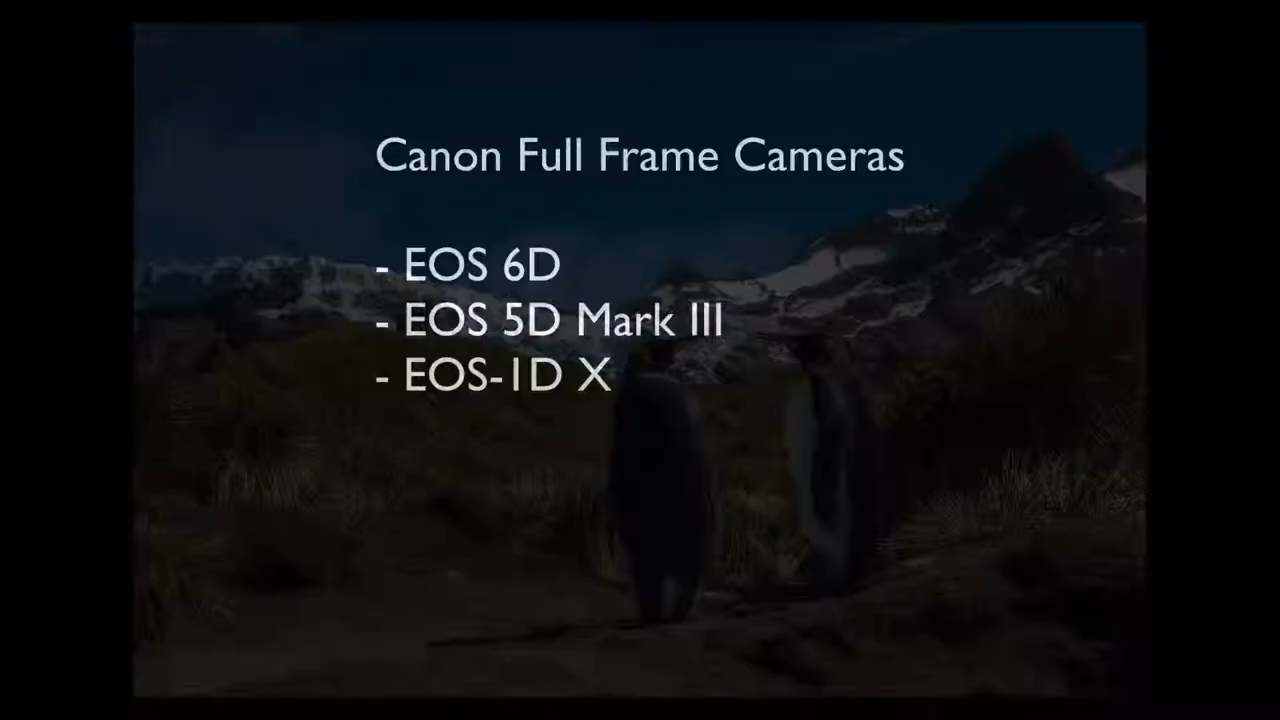 Canon Full Frame Cameras
- EOS 6D
- EOS 5D Mark III
- EOS-1D X